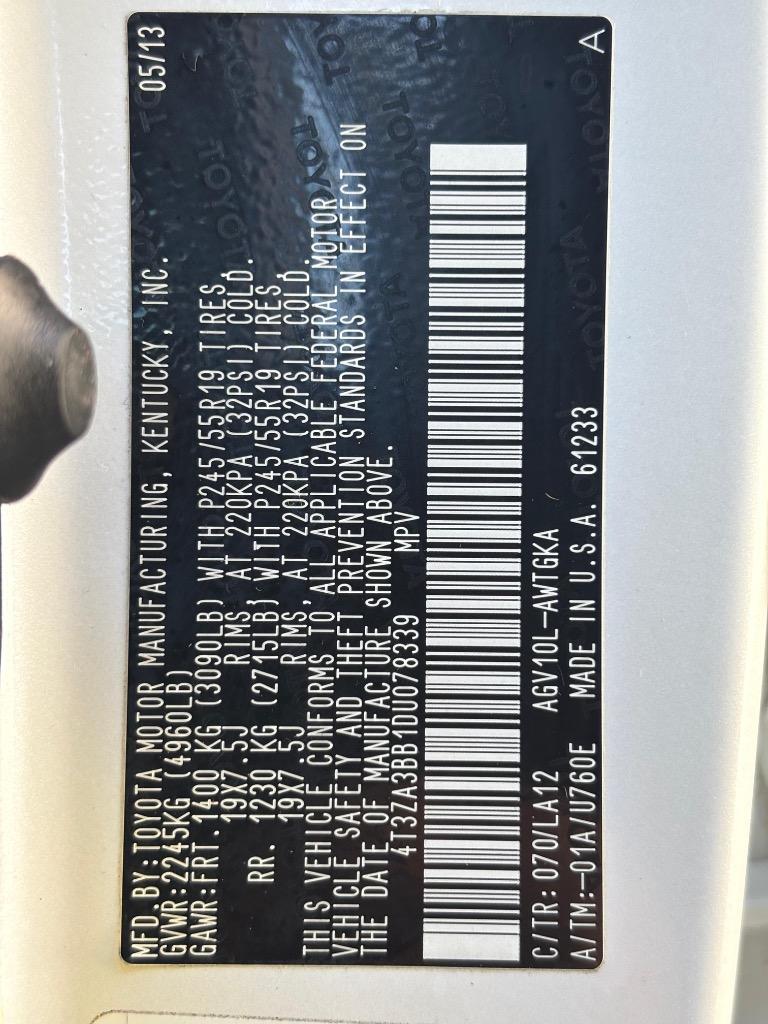 MFD. BY: TOYOTA MOTOR MANUFACTURING, KENTUCKY, INC. 05/13
GVWR: 2245KG (4960LB)
GAWR: FRT. 1400 KG (3090LB) WITH P245/55R19 TIRES,
19X7.5J RIMS, AT 220KPA (32PSI) COLD.
RR. 1230 KG (2715LB) WITH P245/55R19 TIRES,
19X7.5J RIMS, AT 220KPA (32PSI) COLD.
THIS VEHICLE CONFORMS TO ALL APPLICABLE FEDERAL MOTOR
VEHICLE SAFETY AND THEFT PREVENTION STANDARDS IN EFFECT ON
THE DATE OF MANUFACTURE SHOWN ABOVE.
4T3ZA3BB1DU078339 MPV
C/TR: 070/LA12 AGV10L-AWTGKA
A/TM:-01A/U760E MADE IN U.S.A. 61233 A